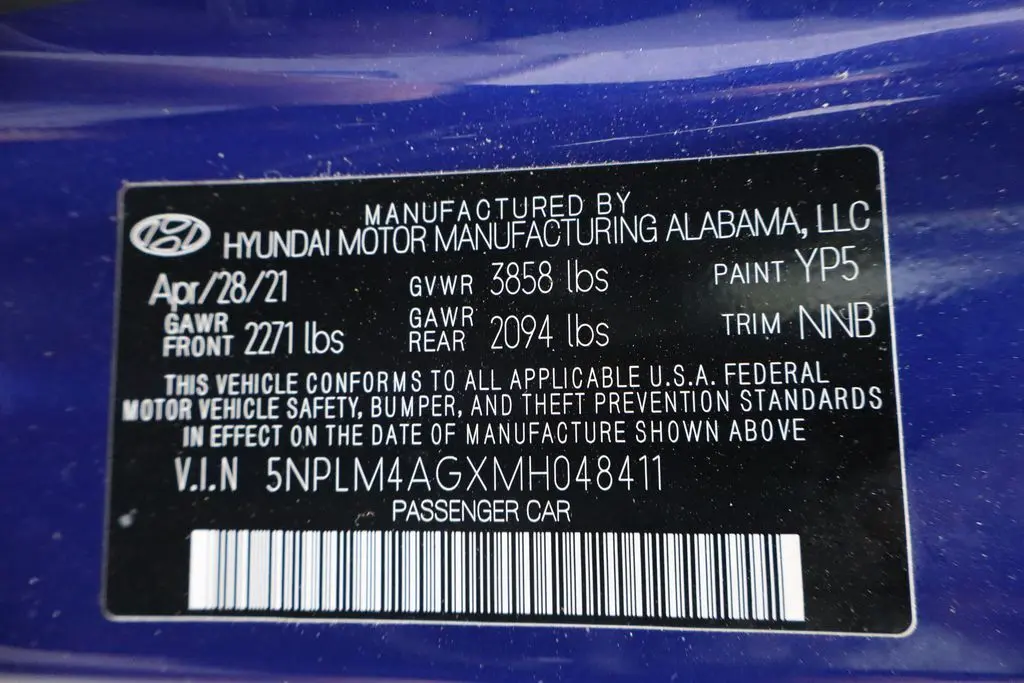 MANUFACTURED BY
HYUNDAI MOTOR MANUFACTURING ALABAMA, LLC
Apr/28/21 GVWR 3858 lbs PAINT YP5
GAWR FRONT 2271 lbs GAWR REAR 2094 lbs TRIM NNB
THIS VEHICLE CONFORMS TO ALL APPLICABLE U.S.A. FEDERAL
MOTOR VEHICLE SAFETY, BUMPER, AND THEFT PREVENTION STANDARDS
IN EFFECT ON THE DATE OF MANUFACTURE SHOWN ABOVE
V.I.N 5NPLM4AGXMH048411
PASSENGER CAR